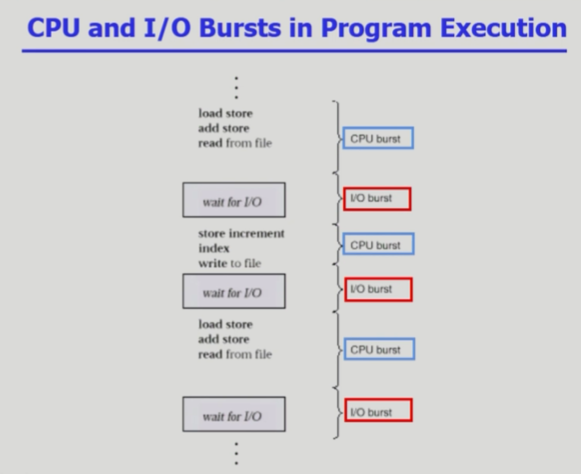 CPU and I/O Bursts in Program Execution
load store
add store
read from file
CPU burst
wait for I/O
I/O burst
store increment
index
write to file
CPU burst
wait for I/O
I/O burst
load store
add store
read from file
CPU burst
wait for I/O
I/O burst